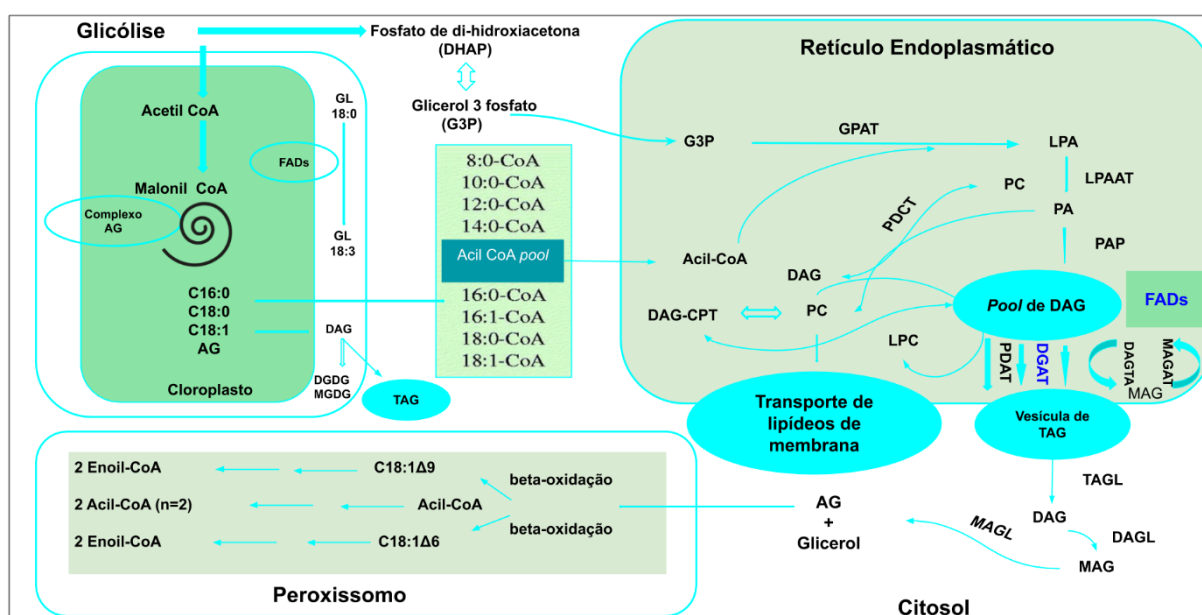 Glicólise
Fosfato de di-hidroxiacetona
(DHAP)
Glicerol 3 fosfato
(G3P)
Acetil CoA
Malonil CoA
Complexo
AG
FADs
GL
18:0
GL
18:3
C16:0
C18:0
C18:1
AG
Cloroplasto
DAG
DGDG
MGDG
TAG
8:0-CoA
10:0-CoA
12:0-CoA
14:0-CoA
Acil CoA pool
16:0-CoA
16:1-CoA
18:0-CoA
18:1-CoA
Retículo Endoplasmático
G3P
GPAT
LPA
LPAAT
PC
PA
PDCT
PAP
Acil-CoA
DAG
DAG-CPT
PC
LPC
Pool de DAG
FADs
PDAT
DGAT
DAGTA
MAGAT
MAG
Transporte de
lipídeos de
membrana
Vesícula de
TAG
TAGL
DAG
DAGL
MAG
MAGL
AG
+
Glicerol
Citosol
2 Enoil-CoA
C18:1Δ9
beta-oxidação
2 Acil-CoA (n=2)
Acil-CoA
beta-oxidação
2 Enoil-CoA
C18:1Δ6
Peroxissomo